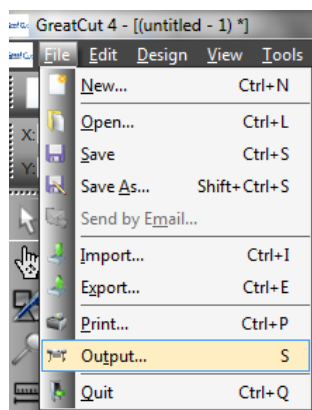 GreatCut 4 - [(untitled - 1) *]
File Edit Design View Tools
New... Ctrl+N
Open... Ctrl+L
X:
Save Ctrl+S
Y:
Save As... Shift+Ctrl+S
Send by Email...
Import... Ctrl+I
Export... Ctrl+E
Print... Ctrl+P
Output... S
Quit Ctrl+Q